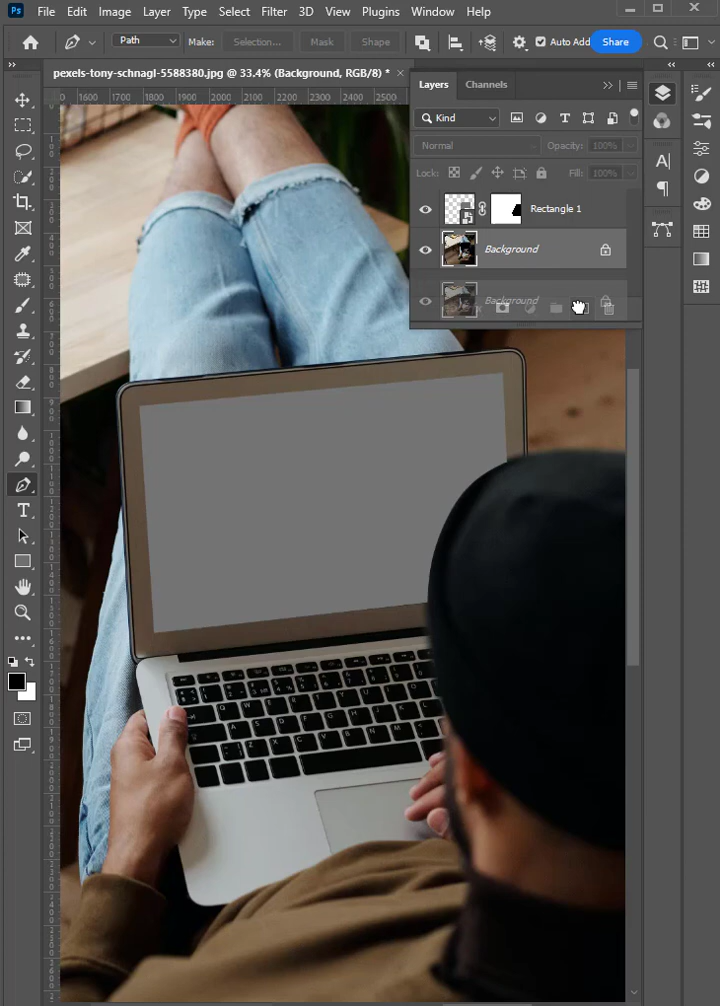 Ps File Edit Image Layer Type Select Filter 3D View Plugins Window Help
Path Make: Selection... Mask Shape Auto Add Share
pexels-tony-schnagl-5588380.jpg @ 33.4% (Background, RGB/8) * ×
1600 1700 1800 1900 2000 2100 2200 2300 2400 2500
Layers Channels
Kind
Normal Opacity: 100%
Lock: Fill: 100%
Rectangle 1
Background
Background